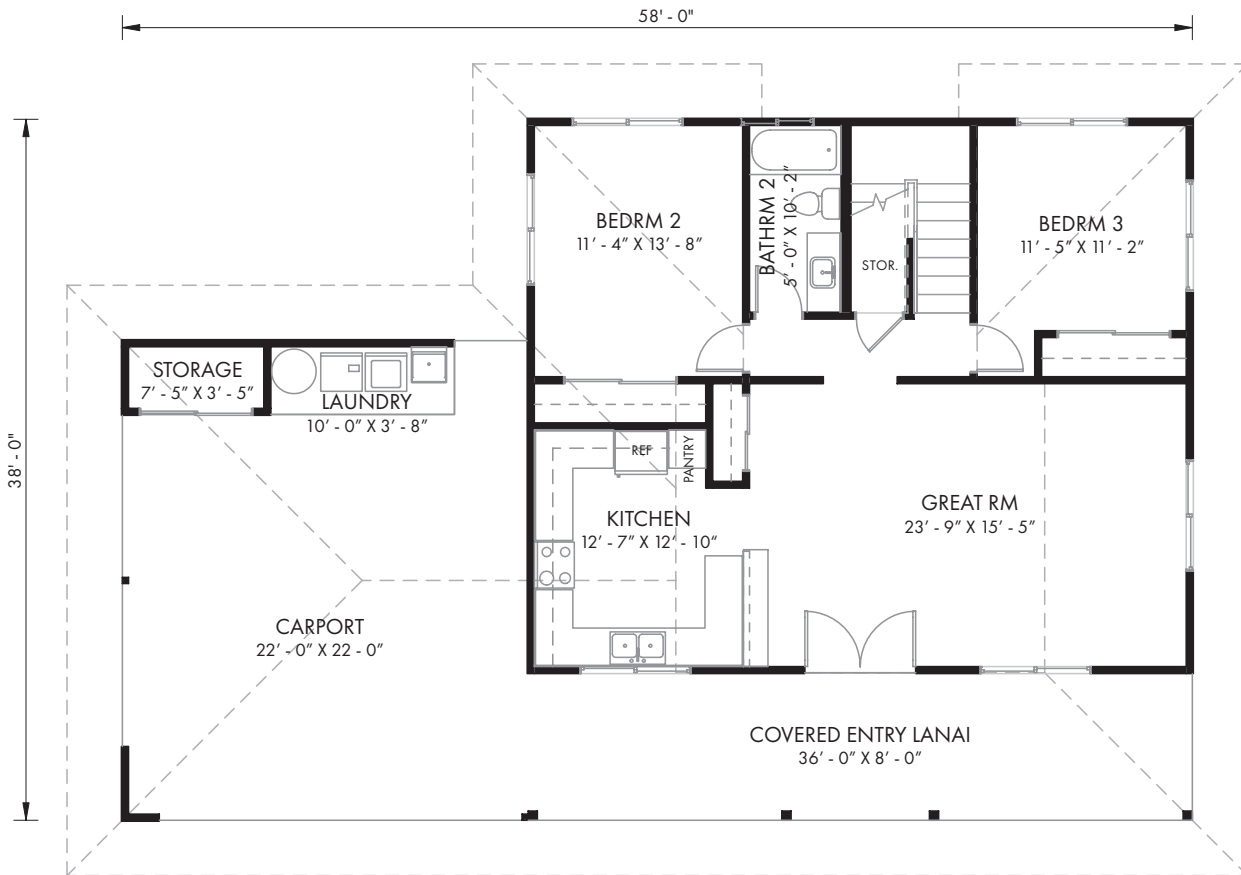 58' - 0"
38' - 0"
BEDRM 2
11' - 4" X 13' - 8"
BATHRM 2
5' - 0" X 10' - 2"
STOR.
BEDRM 3
11' - 5" X 11' - 2"
STORAGE
7' - 5" X 3' - 5"
LAUNDRY
10' - 0" X 3' - 8"
REF
PANTRY
KITCHEN
12' - 7" X 12' - 10"
GREAT RM
23' - 9" X 15' - 5"
CARPORT
22' - 0" X 22 - 0"
COVERED ENTRY LANAI
36' - 0" X 8' - 0"